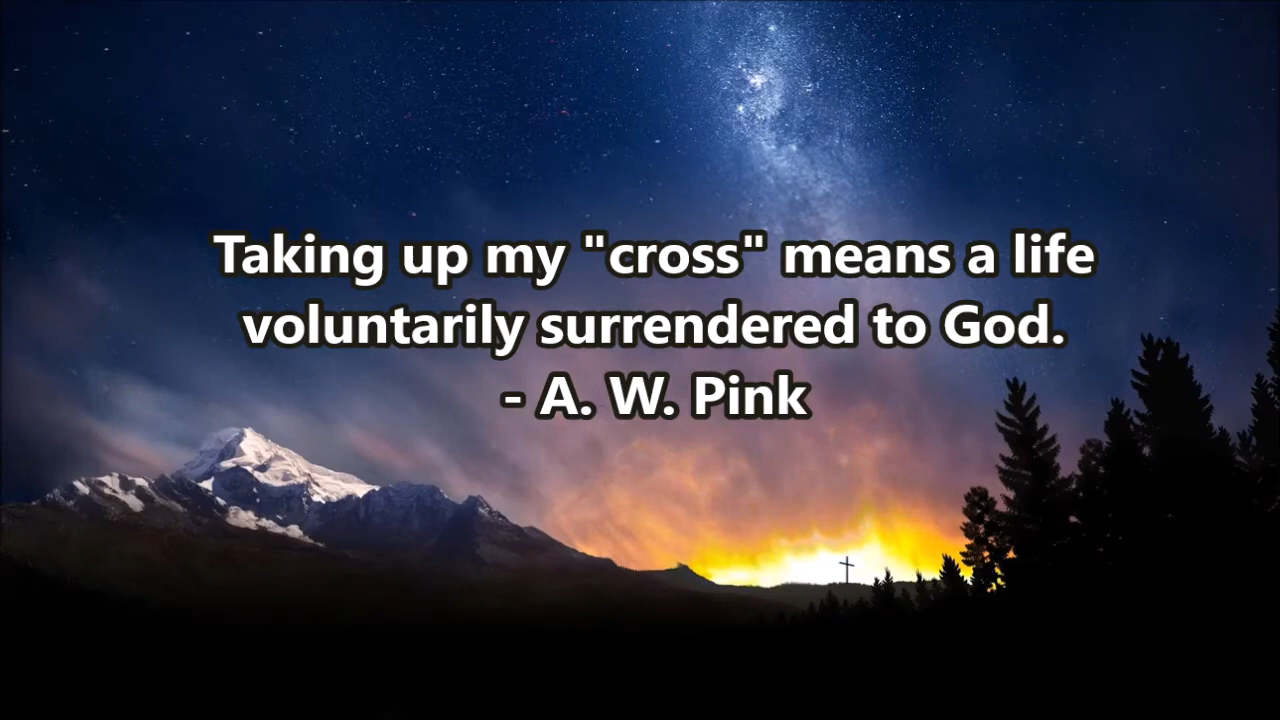 Taking up my "cross" means a life
voluntarily surrendered to God.
- A. W. Pink